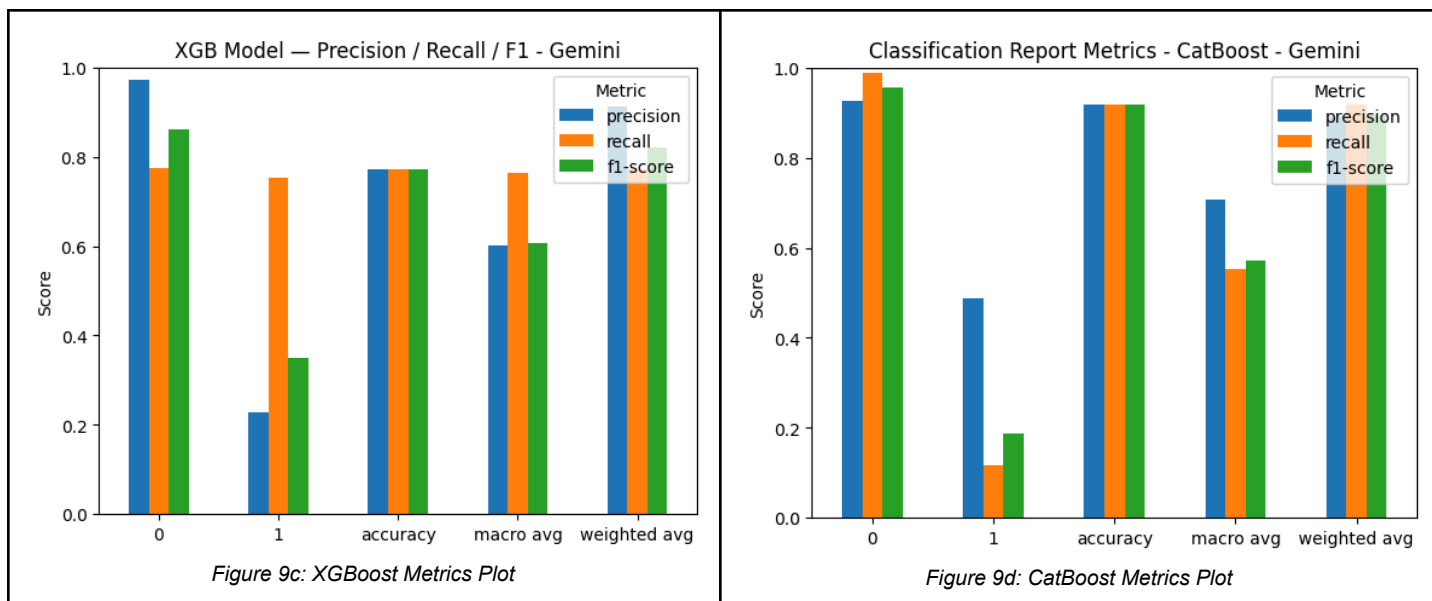 XGB Model — Precision / Recall / F1 - Gemini
1.0
0.8
0.6
0.4
0.2
0.0
Score
Metric
precision
recall
f1-score
0 1 accuracy macro avg weighted avg
Figure 9c: XGBoost Metrics Plot
Classification Report Metrics - CatBoost - Gemini
1.0
0.8
0.6
0.4
0.2
0.0
Score
Metric
precision
recall
f1-score
0 1 accuracy macro avg weighted avg
Figure 9d: CatBoost Metrics Plot